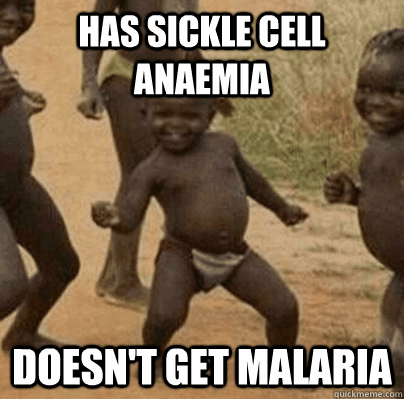 HAS SICKLE CELL
ANAEMIA
DOESN'T GET MALARIA
quickmeme.com